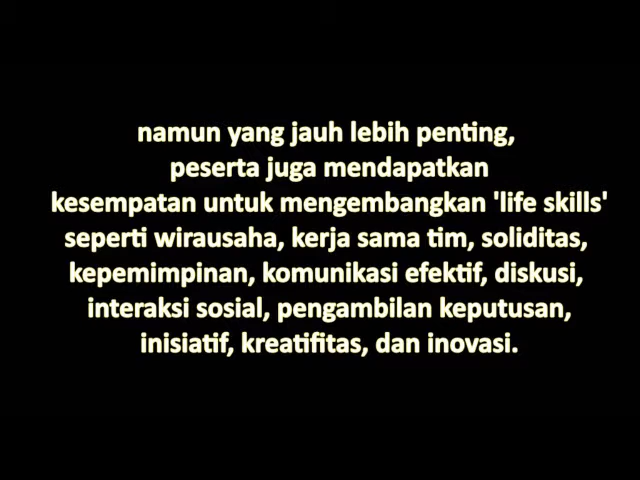 namun yang jauh lebih penting,
peserta juga mendapatkan
kesempatan untuk mengembangkan 'life skills'
seperti wirausaha, kerja sama tim, soliditas,
kepemimpinan, komunikasi efektif, diskusi,
interaksi sosial, pengambilan keputusan,
inisiatif, kreatifitas, dan inovasi.